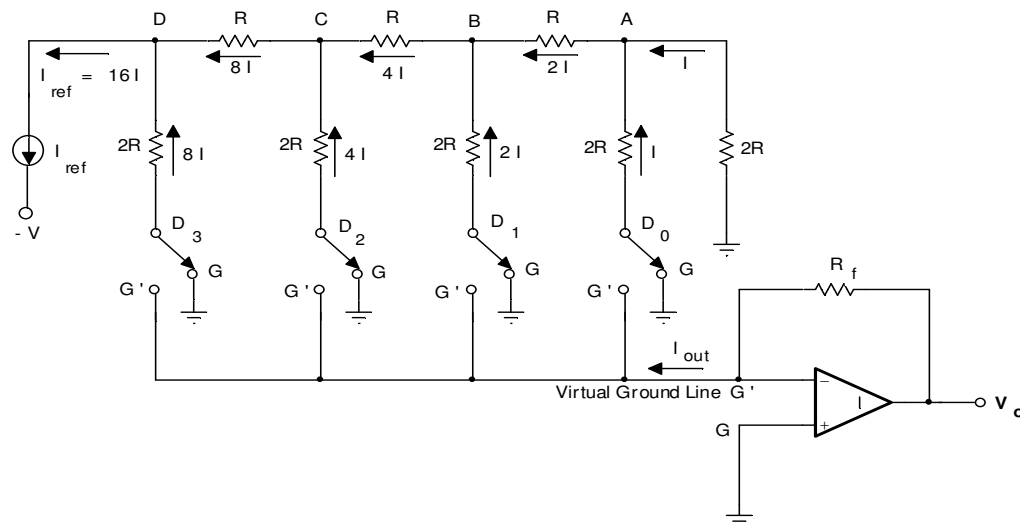 D R C R B R A
I ref = 16 I
8 I 4 I 2 I I
I ref
2R 8 I 2R 4 I 2R 2 I 2R I 2R
- V
D 3 D 2 D 1 D 0
G G G G
G ' G ' G ' G '
R f
I out
Virtual Ground Line G '
− I V o
G +